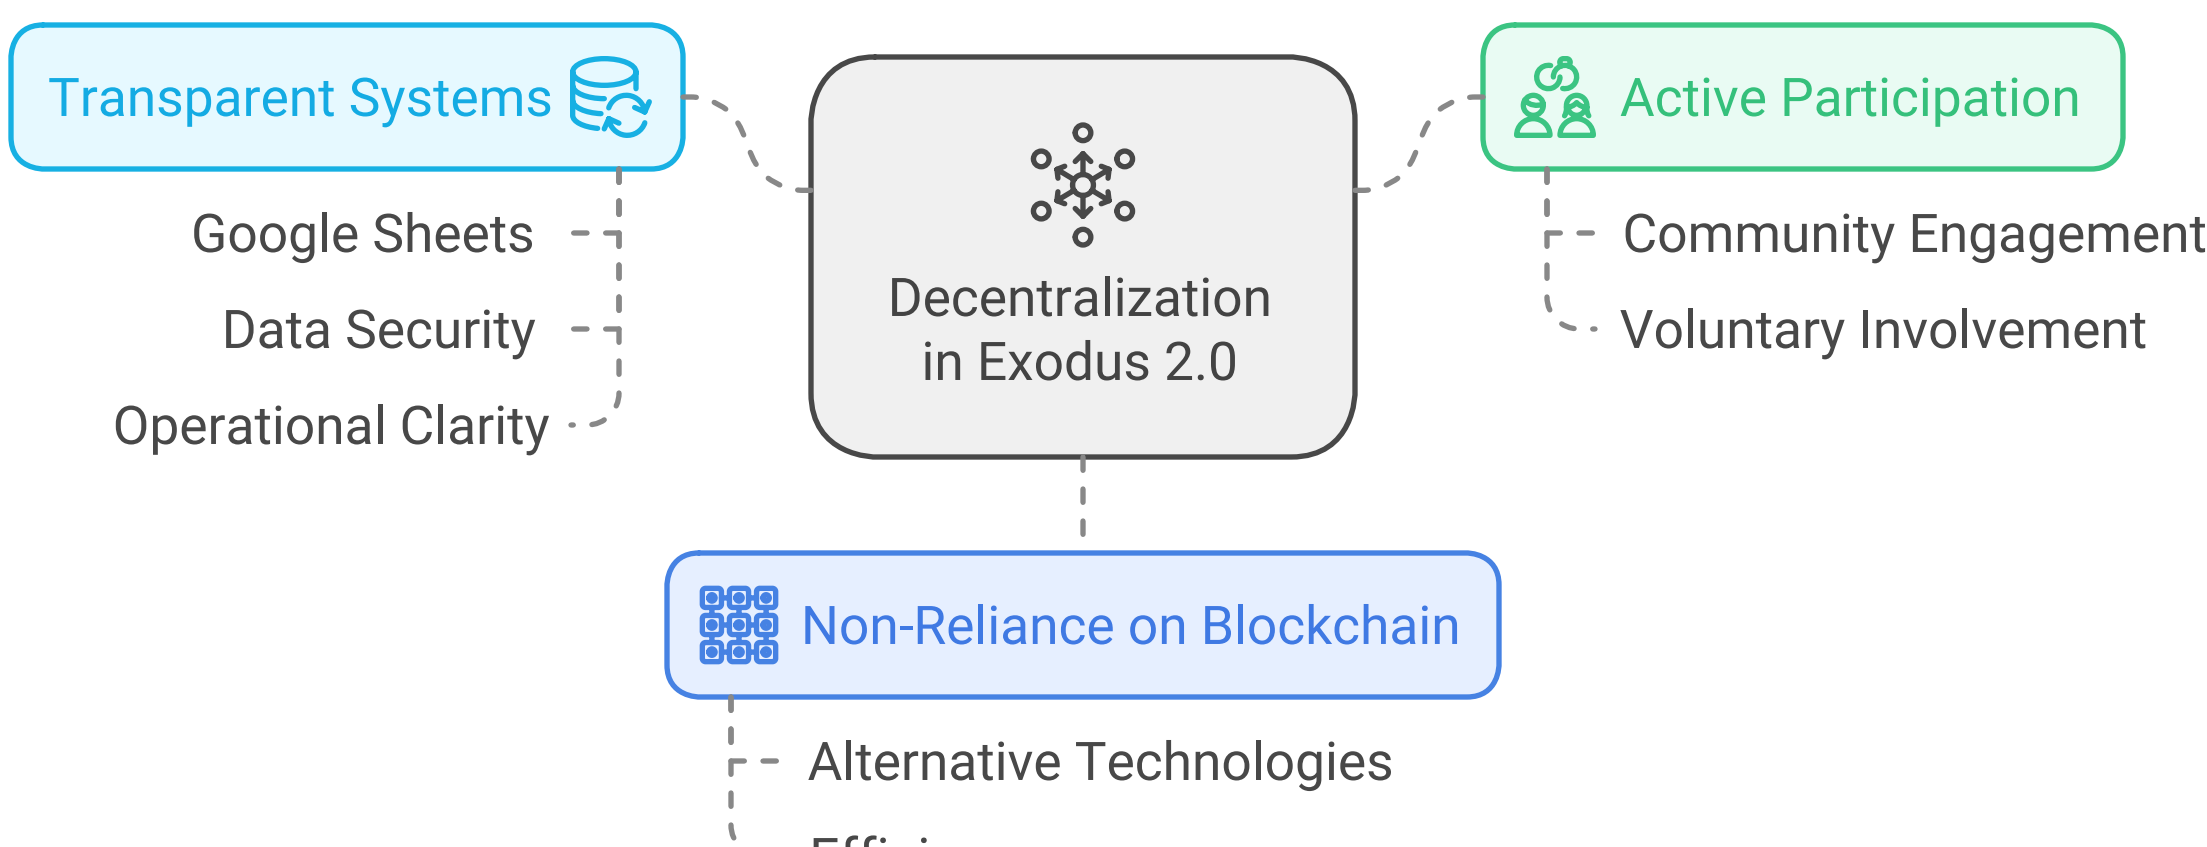 Transparent Systems
Google Sheets
Data Security
Operational Clarity
Decentralization
in Exodus 2.0
Active Participation
Community Engagement
Voluntary Involvement
Non-Reliance on Blockchain
Alternative Technologies